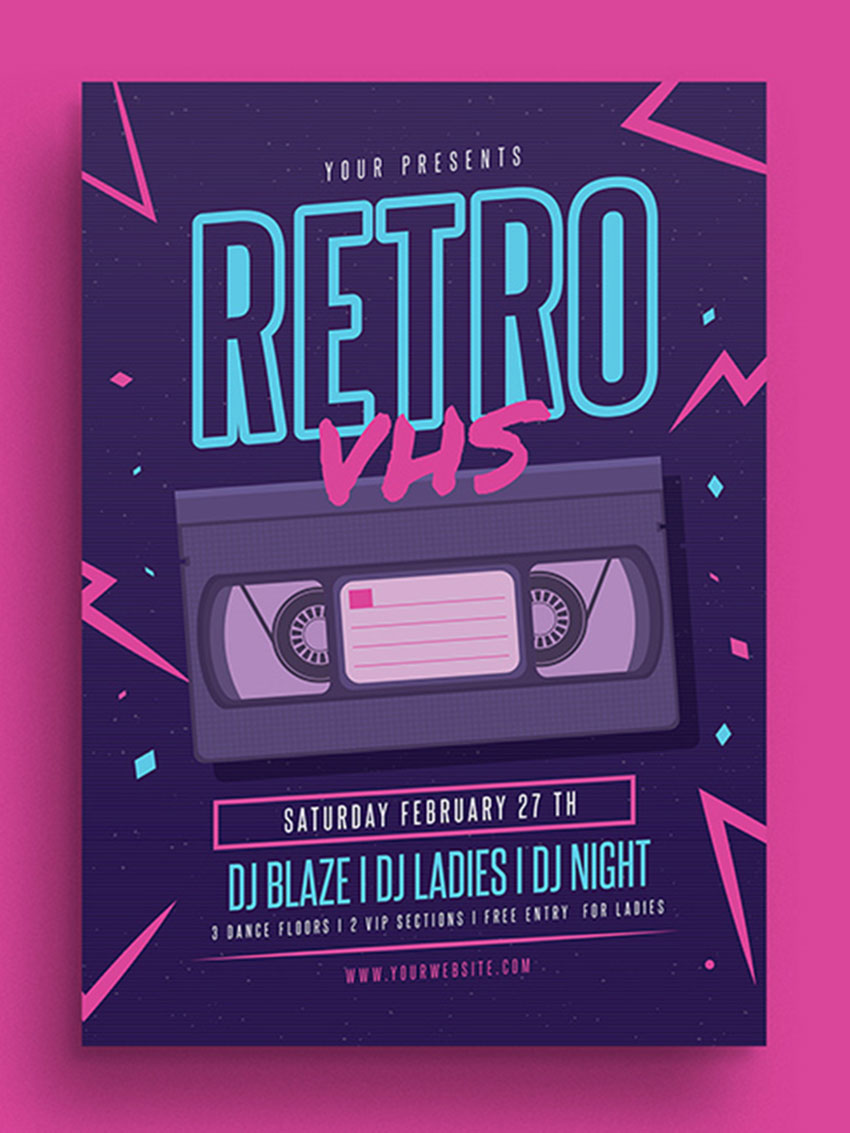 YOUR PRESENTS
RETRO
VHS
SATURDAY FEBRUARY 27 TH
DJ BLAZE | DJ LADIES | DJ NIGHT
3 DANCE FLOORS | 2 VIP SECTIONS | FREE ENTRY FOR LADIES
WWW.YOURWEBSITE.COM